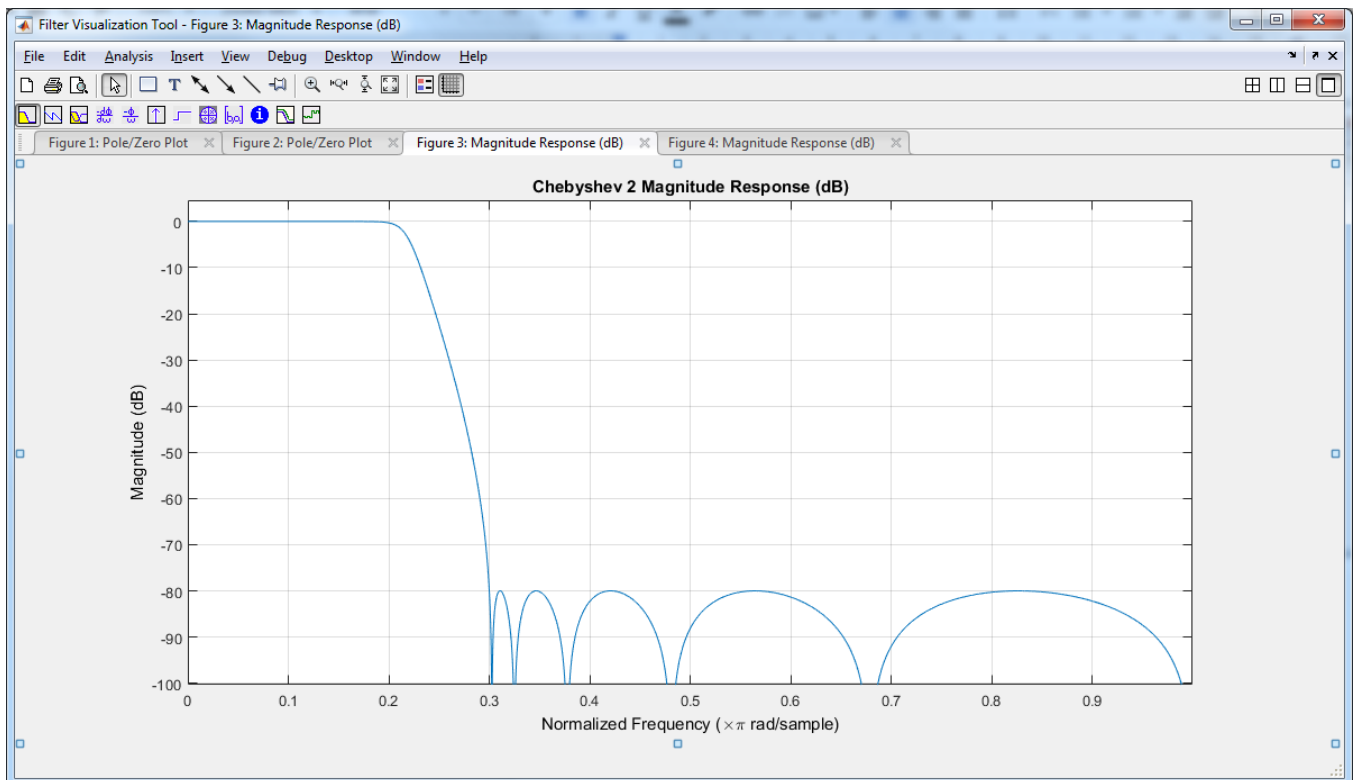 Filter Visualization Tool - Figure 3: Magnitude Response (dB)
File Edit Analysis Insert View Debug Desktop Window Help
Figure 1: Pole/Zero Plot Figure 2: Pole/Zero Plot Figure 3: Magnitude Response (dB) Figure 4: Magnitude Response (dB)
Chebyshev 2 Magnitude Response (dB)
Magnitude (dB)
0
-10
-20
-30
-40
-50
-60
-70
-80
-90
-100
0 0.1 0.2 0.3 0.4 0.5 0.6 0.7 0.8 0.9
Normalized Frequency (×π rad/sample)